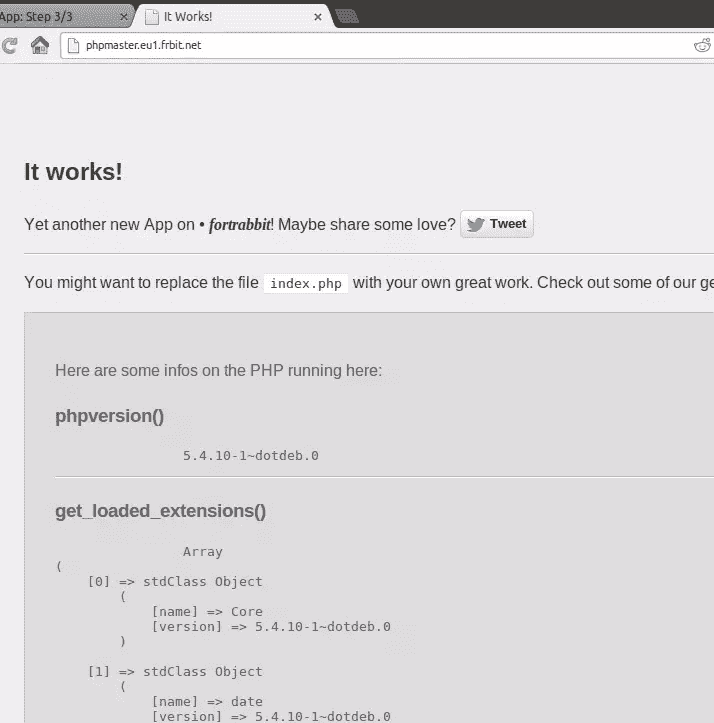 App: Step 3/3
It Works!
phpmaster.eu1.frbit.net
It works!
Yet another new App on • fortrabbit! Maybe share some love? Tweet
You might want to replace the file index.php with your own great work. Check out some of our ge
Here are some infos on the PHP running here:
phpversion()
5.4.10-1~dotdeb.0
get_loaded_extensions()
Array
(
[0] => stdClass Object
(
[name] => Core
[version] => 5.4.10-1~dotdeb.0
)
[1] => stdClass Object
(
[name] => date
[version] => 5.4.10-1~dotdeb.0